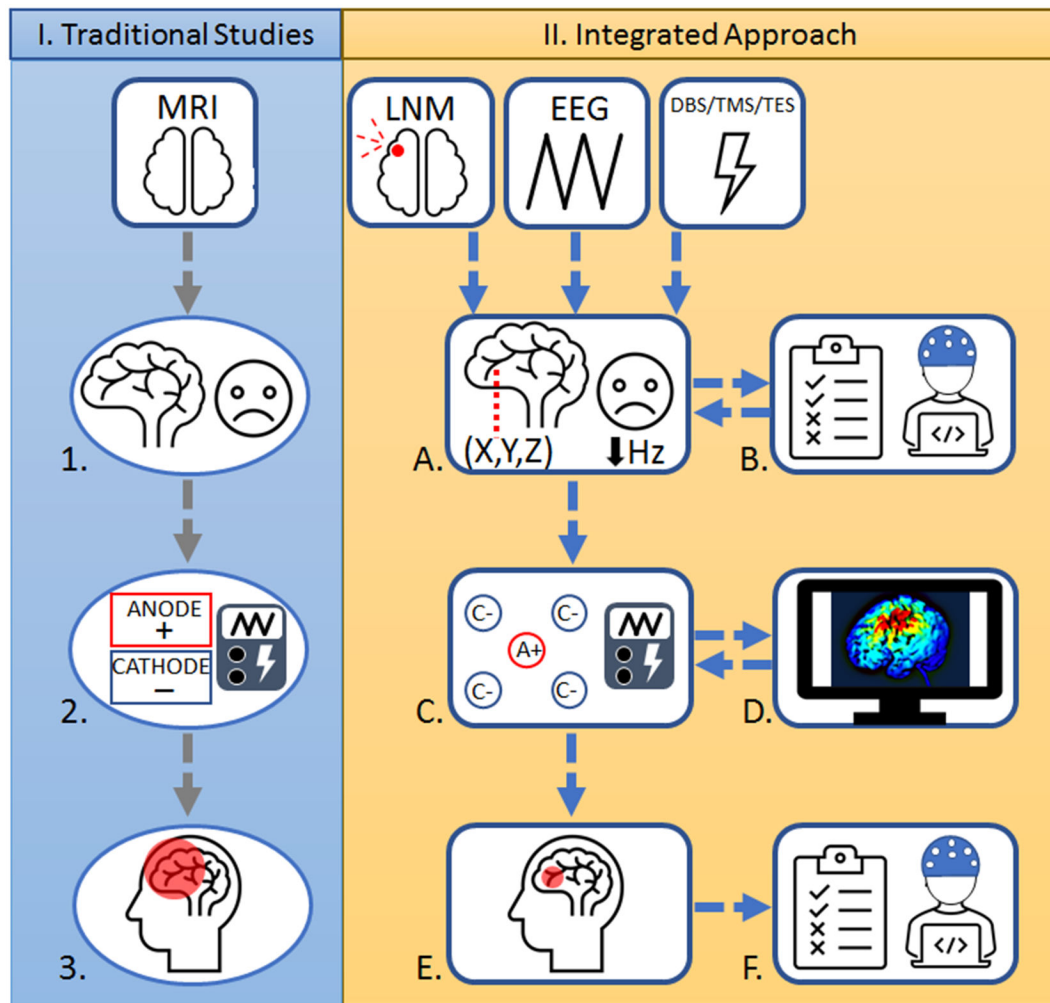 I. Traditional Studies
II. Integrated Approach
MRI
LNM
EEG
DBS/TMS/TES
1.
A.
(X,Y,Z)
Hz
B.
</>
ANODE
+
CATHODE
–
2.
C-
C-
A+
C-
C-
C.
D.
3.
E.
F.
</>